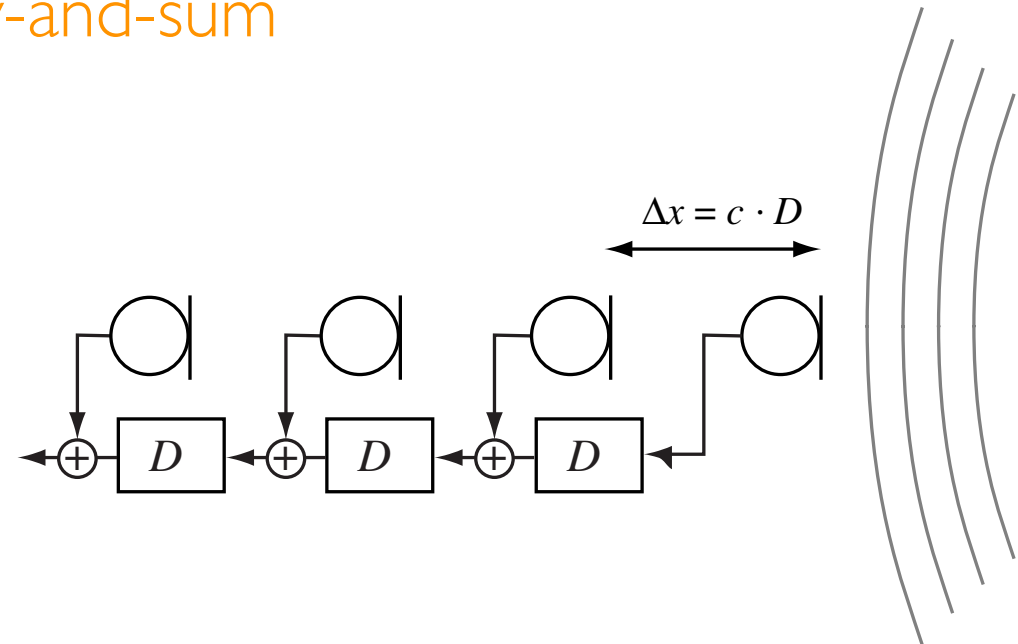 y-and-sum
Δx = c · D
+ D + D + D